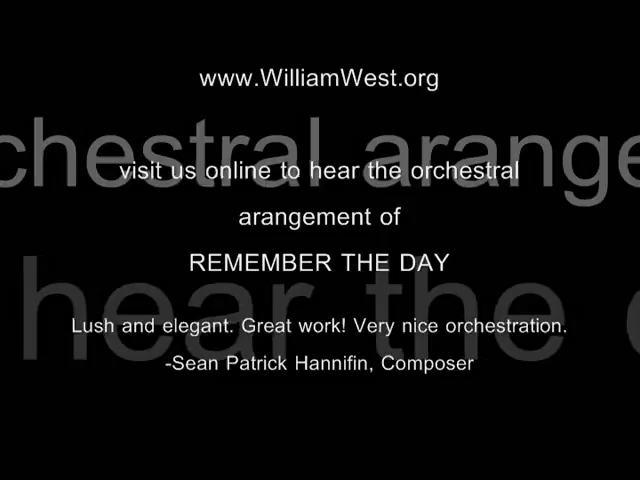 www.WilliamWest.org
chestral arange
visit us online to hear the orchestral
arangement of
REMEMBER THE DAY
hear the
Lush and elegant. Great work! Very nice orchestration.
-Sean Patrick Hannifin, Composer